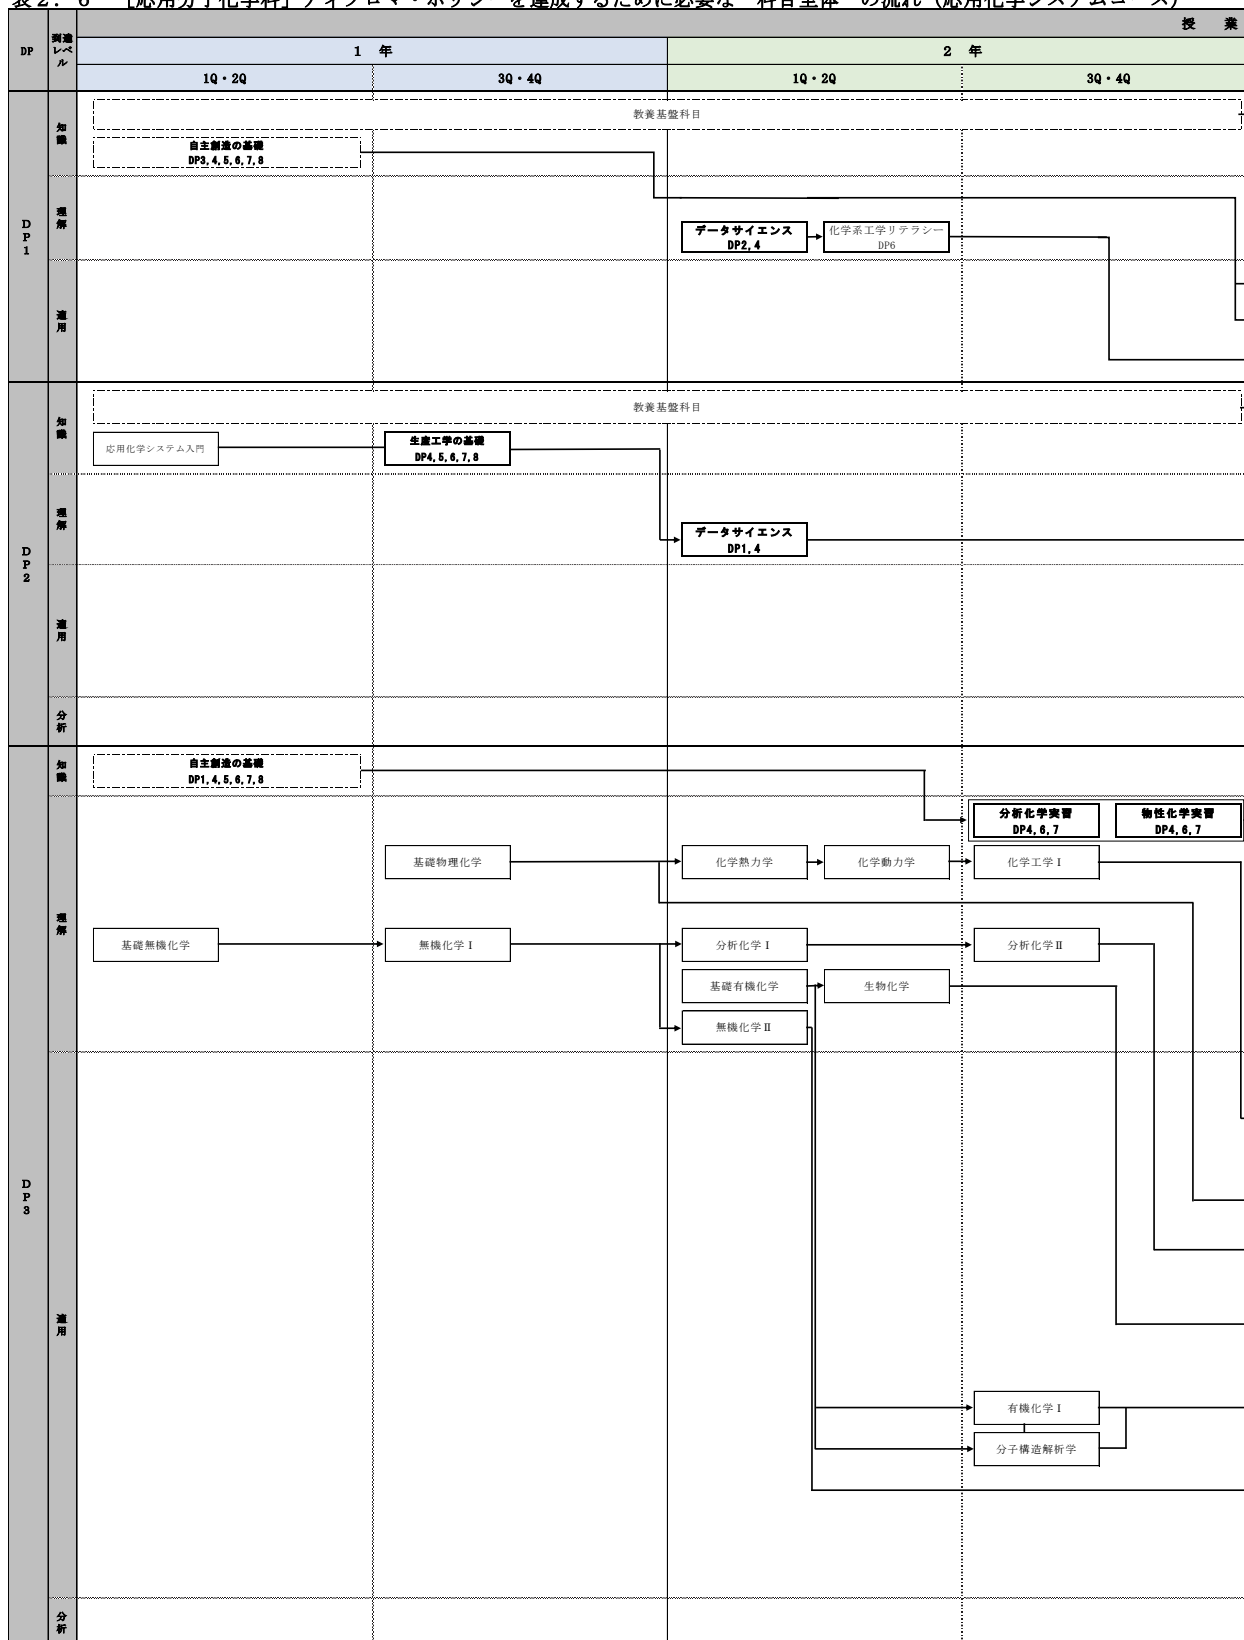 表２．６　［応用分子化学科］ディプロマ・ポリシーを達成するために必要な　科目全体　の流れ（応用化学システムコース）
授　業
DP
到達レベル
1　年
2　年
1Q・2Q
3Q・4Q
1Q・2Q
3Q・4Q
DP1
知識
教養基盤科目
自主創造の基礎
DP3,4,5,6,7,8
理解
データサイエンス
DP2,4
化学系工学リテラシー
DP6
適用
DP2
知識
教養基盤科目
応用化学システム入門
生産工学の基礎
DP4,5,6,7,8
理解
データサイエンス
DP1,4
適用
分析
DP3
知識
自主創造の基礎
DP1,4,5,6,7,8
理解
分析化学実習
DP4,6,7
物性化学実習
DP4,6,7
基礎物理化学
化学熱力学
化学動力学
化学工学Ⅰ
基礎無機化学
無機化学Ⅰ
分析化学Ⅰ
分析化学Ⅱ
基礎有機化学
生物化学
無機化学Ⅱ
適用
有機化学Ⅰ
分子構造解析学
分析